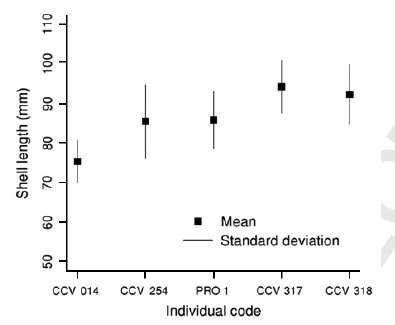 110
100
90
80
70
60
50
Shell length (mm)
Mean
Standard deviation
CCV 014 CCV 254 PRO 1 CCV 317 CCV 318
Individual code